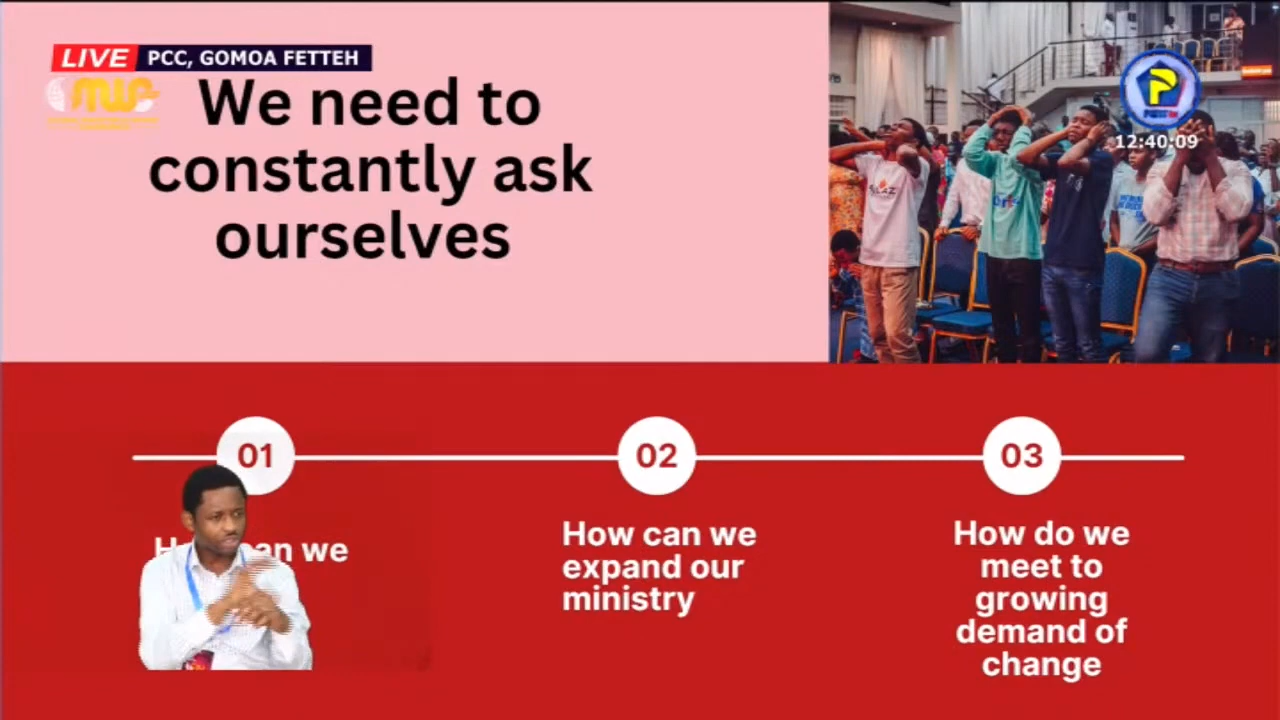 LIVE PCC, GOMOA FETTEH
We need to
constantly ask
ourselves
P
12:40:09
01
02
03
we
How can we
expand our
ministry
How do we
meet to
growing
demand of
change